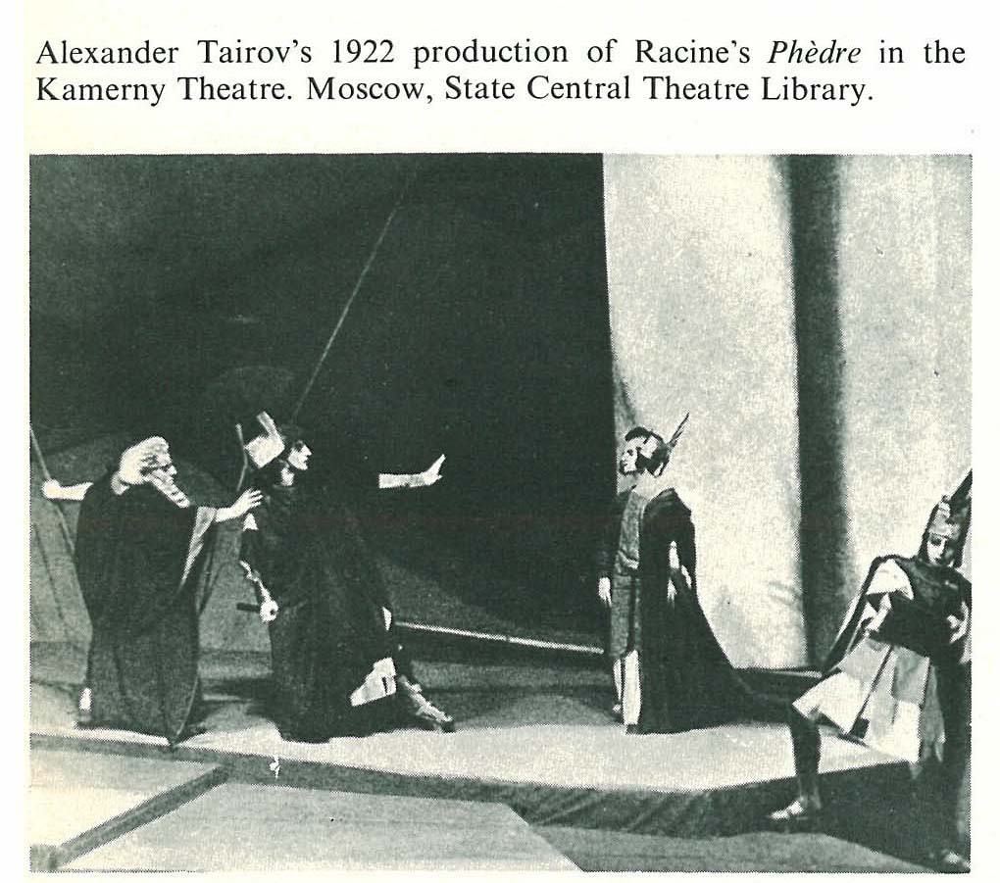 Alexander Tairov's 1922 production of Racine's Phèdre in the
Kamerny Theatre. Moscow, State Central Theatre Library.